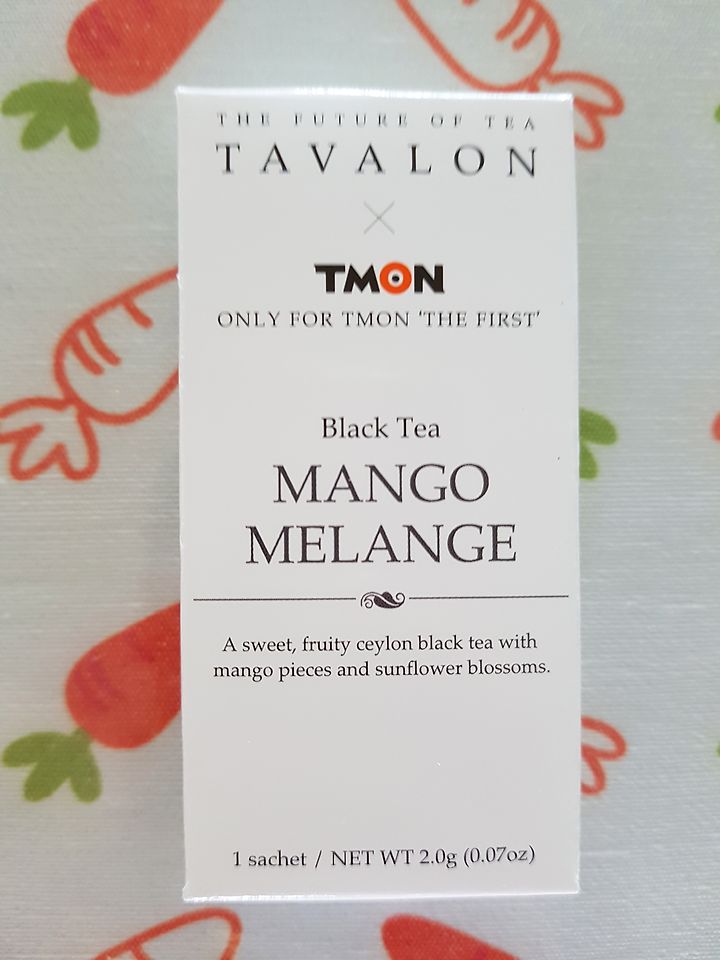 THE FUTURE OF TEA
TAVALON
×
TMON
ONLY FOR TMON 'THE FIRST'
Black Tea
MANGO
MELANGE
A sweet, fruity ceylon black tea with
mango pieces and sunflower blossoms.
1 sachet / NET WT 2.0g (0.07oz)